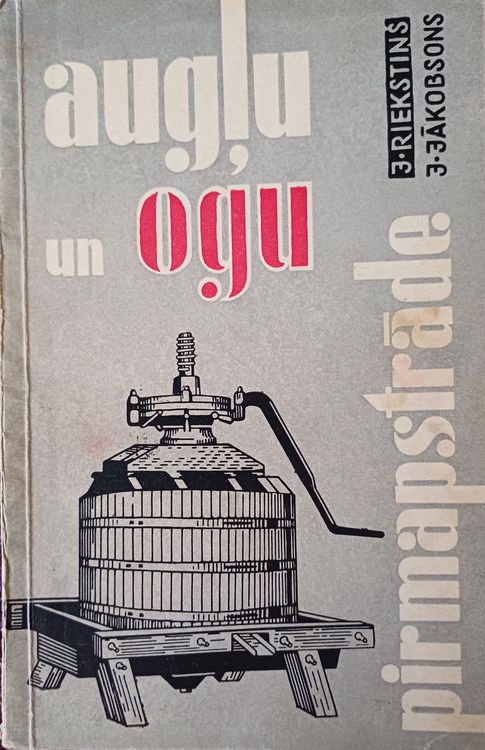 augļu
un ogu
pirmapstrāde
J. RIEKSTIŅŠ
J. JĀKOBSONS